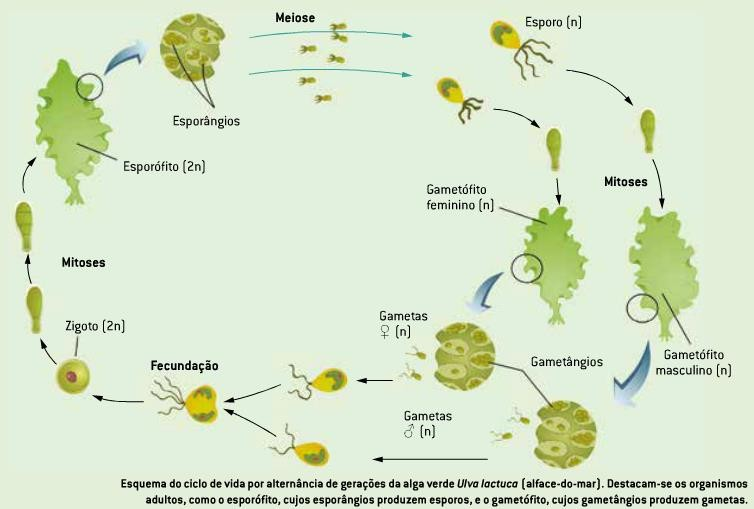 Meiose
Esporo (n)
Esporângios
Esporófito (2n)
Mitoses
Gametófito
feminino (n)
Mitoses
Zigoto (2n)
Fecundação
Gametas
♀ (n)
Gametângios
Gametófito
masculino (n)
Gametas
♂ (n)
Esquema do ciclo de vida por alternância de gerações da alga verde Ulva lactuca (alface-do-mar). Destacam-se os organismos
adultos, como o esporófito, cujos esporângios produzem esporos, e o gametófito, cujos gametângios produzem gametas.